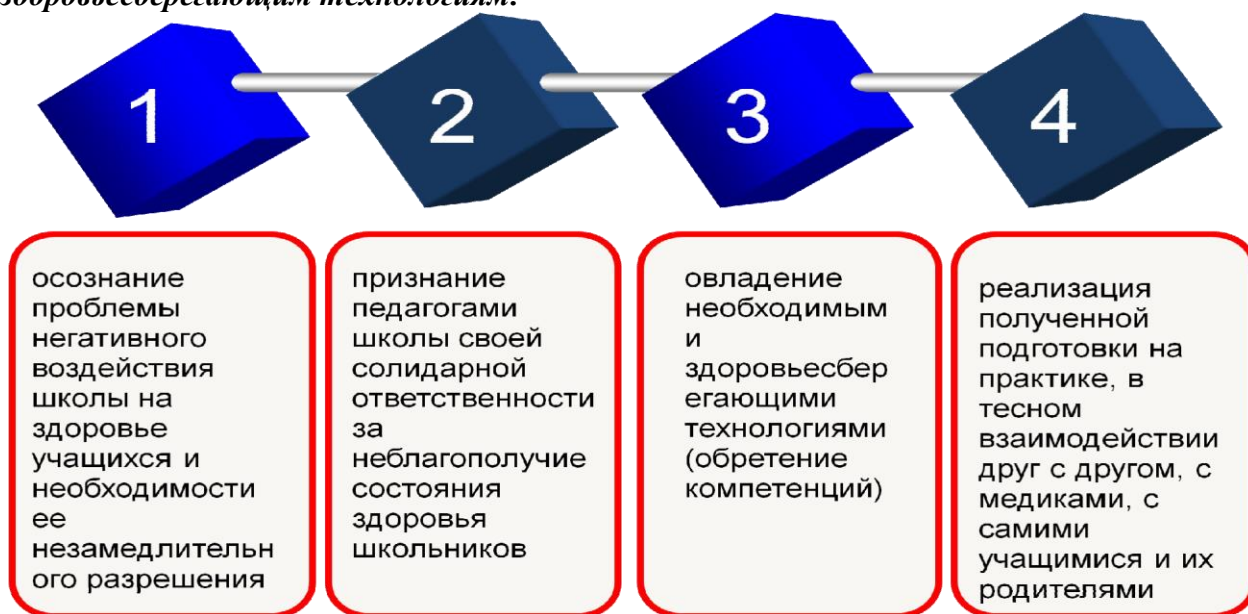 здоровьесберегающим технологиям:
1
2
3
4
осознание
проблемы
негативного
воздействия
школы на
здоровье
учащихся и
необходимости
ее
незамедлительн
ого разрешения
признание
педагогами
школы своей
солидарной
ответственности
за
неблагополучие
состояния
здоровья
школьников
овладение
необходимым
и
здоровьесбер
егающими
технологиями
(обретение
компетенций)
реализация
полученной
подготовки на
практике, в
тесном
взаимодействии
друг с другом, с
медиками, с
самими
учащимися и их
родителями